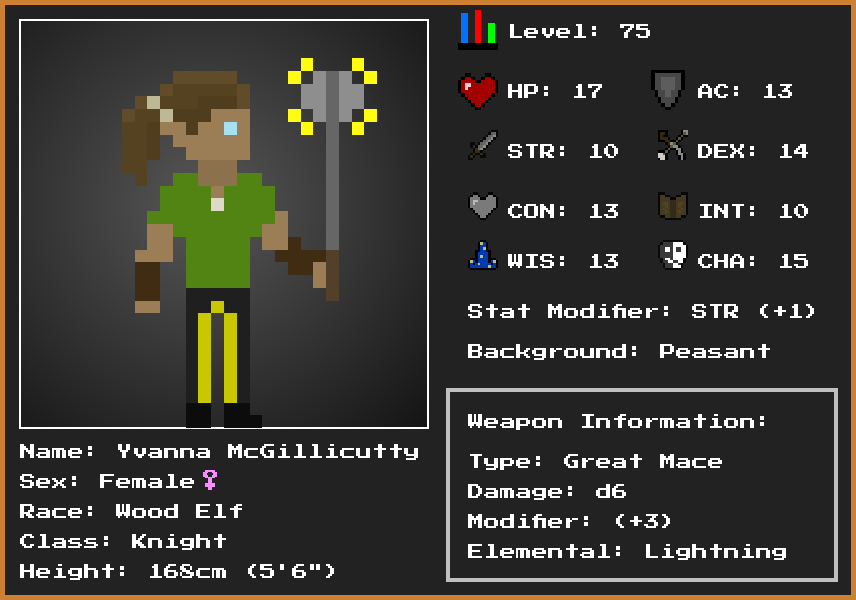 Level: 75
HP: 17
AC: 13
STR: 10
DEX: 14
CON: 13
INT: 10
WIS: 13
CHA: 15
Stat Modifier: STR (+1)
Background: Peasant
Weapon Information:
Type: Great Mace
Damage: d6
Modifier: (+3)
Elemental: Lightning
Name: Yvanna McGillicutty
Sex: Female♀
Race: Wood Elf
Class: Knight
Height: 168cm (5'6")